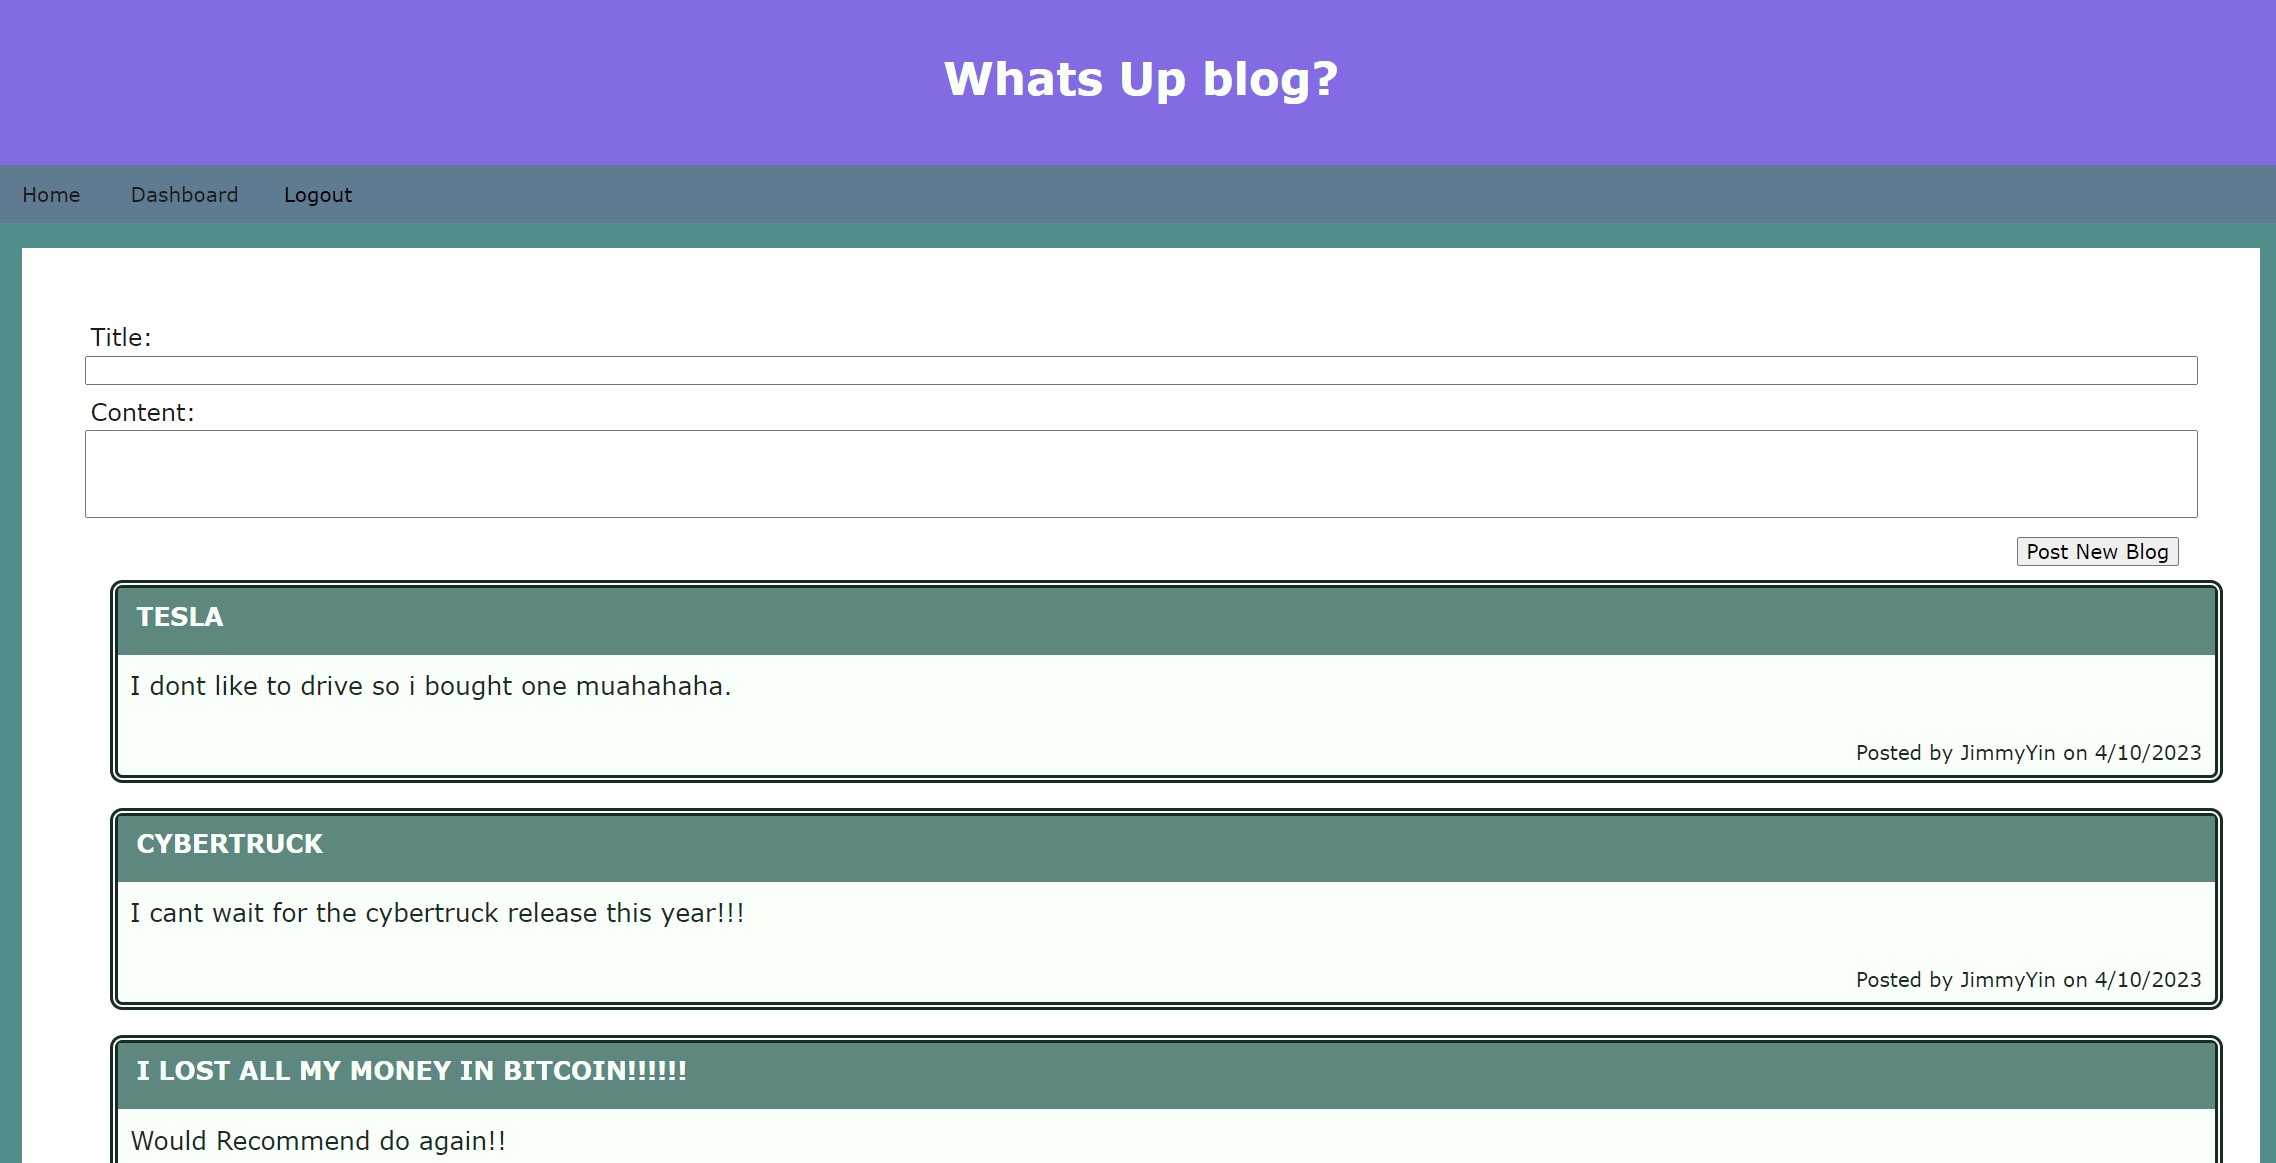 Whats Up blog?
Home Dashboard Logout
Title:
Content:
Post New Blog
TESLA
I dont like to drive so i bought one muahahaha.
Posted by JimmyYin on 4/10/2023
CYBERTRUCK
I cant wait for the cybertruck release this year!!!
Posted by JimmyYin on 4/10/2023
I LOST ALL MY MONEY IN BITCOIN!!!!!!
Would Recommend do again!!